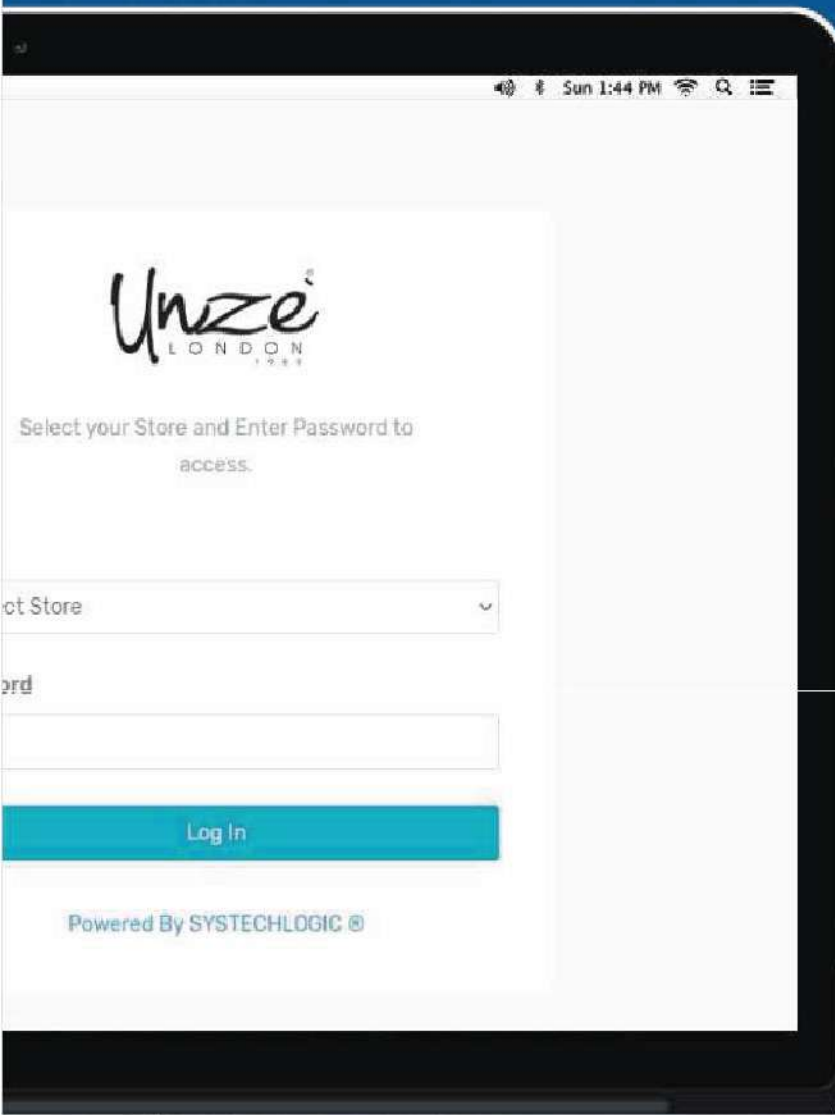 Sun 1:44 PM
Unze
LONDON
Select your Store and Enter Password to
access.
ct Store
ord
Log In
Powered By SYSTECHLOGIC ®